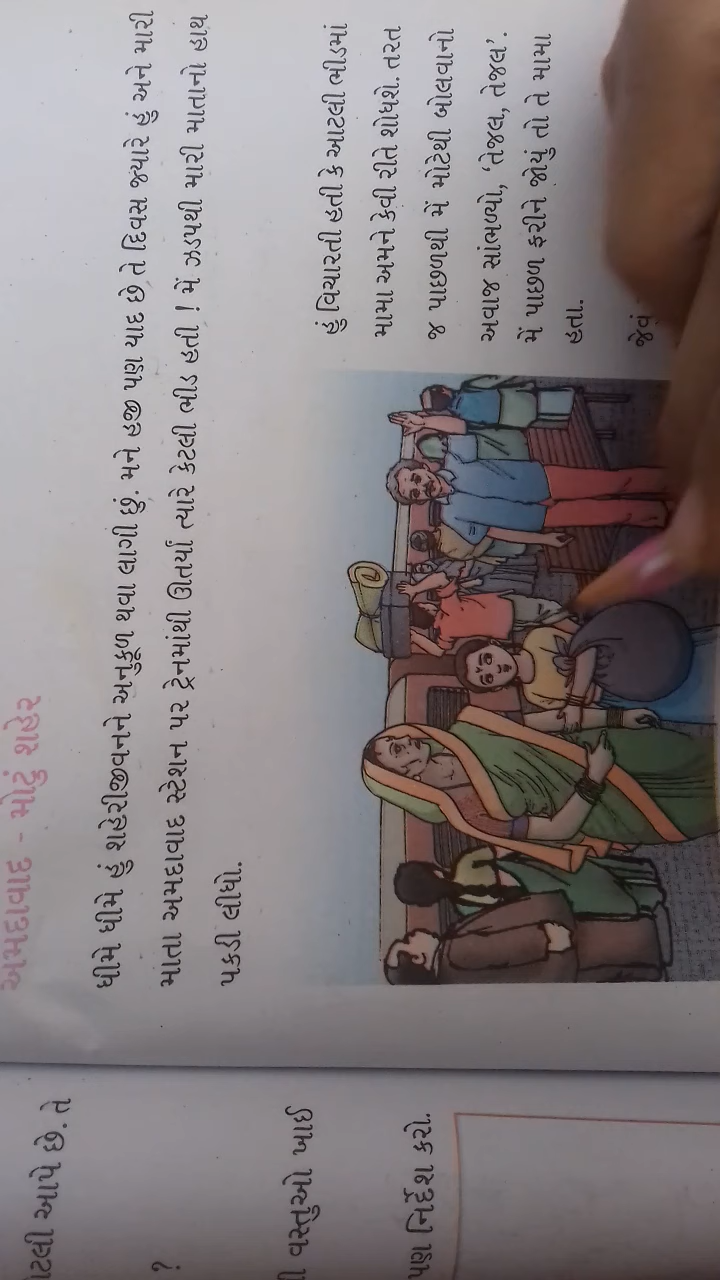 અમદાવાદ - મોટું શહેર
ધીમે ધીમે હું શહેરીજીવનને અનુકૂળ થવા લાગી છું. મને હજી પણ યાદ છે તે દિવસ જ્યારે હું અને મારી
માતા અમદાવાદ સ્ટેશન પર ટ્રેનમાંથી ઊતર્યાં ત્યારે કેટલી ભીડ હતી ! મેં ઝડપથી મારી માતાનો હાથ
પકડી લીધો.
હું વિચારતી હતી કે આટલી ભીડમાં
મામા અમને કેવી રીતે શોધશે. તરત
જ પાછળથી મેં મોટેથી બોલવાનો
અવાજ સાંભળ્યો, 'તેજલ, તેજલ'.
મેં પાછળ ફરીને જોયું તો તે મામા
હતા.
જેવું
ાટલી આપે છે. તે
?
ી વસ્તુઓ ખાઈ
પણ નિર્દેશ કરો.